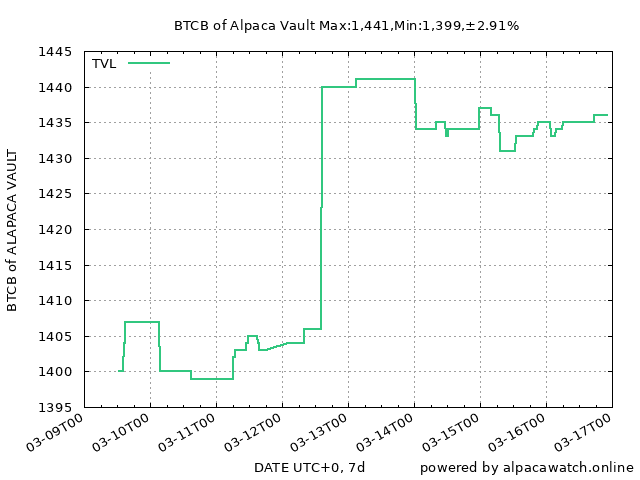 BTCB of Alpaca Vault Max:1,441,Min:1,399,±2.91%
TVL
BTCB of ALAPACA VAULT
1445
1440
1435
1430
1425
1420
1415
1410
1405
1400
1395
03-09T00
03-10T00
03-11T00
03-12T00
03-13T00
03-14T00
03-15T00
03-16T00
03-17T00
DATE UTC+0, 7d
powered by alpacawatch.online